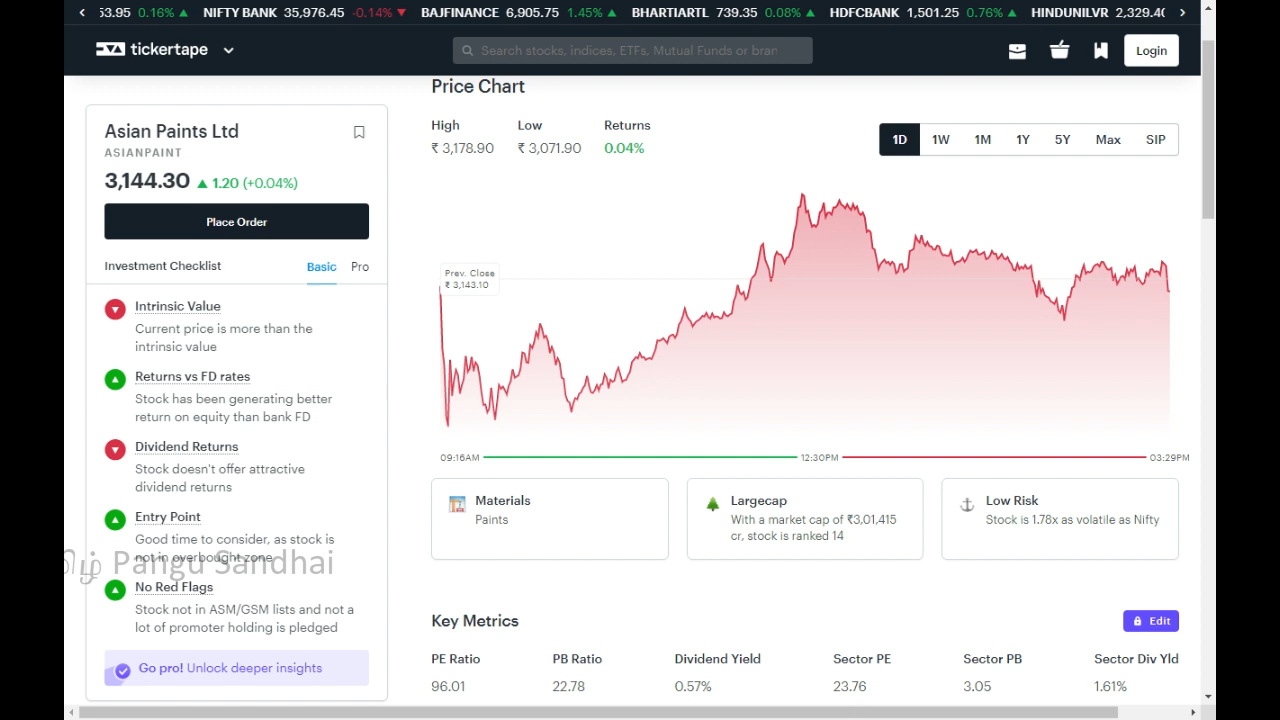 53.95 0.16% NIFTY BANK 35,976.45 -0.14% BAJFINANCE 6,905.75 1.45% BHARTIARTL 739.35 0.08% HDFCBANK 1,501.25 0.76% HINDUNILVR 2,329.40
tickertape
Search stocks, indices, ETFs, Mutual Funds or bran
Login
Asian Paints Ltd
ASIANPAINT
3,144.30 1.20 (+0.04%)
Place Order
Investment Checklist Basic Pro
Intrinsic Value
Current price is more than the
intrinsic value
Returns vs FD rates
Stock has been generating better
return on equity than bank FD
Dividend Returns
Stock doesn't offer attractive
dividend returns
Entry Point
Good time to consider, as stock is
not in overbought zone
Pangu Sandhai
No Red Flags
Stock not in ASM/GSM lists and not a
lot of promoter holding is pledged
Go pro! Unlock deeper insights
Price Chart
High Low Returns
₹ 3,178.90 ₹ 3,071.90 0.04%
1D 1W 1M 1Y 5Y Max SIP
Prev. Close
₹ 3,143.10
09:16AM 12:30PM 03:29PM
Materials
Paints
Largecap
With a market cap of ₹3,01,415
cr, stock is ranked 14
Low Risk
Stock is 1.78x as volatile as Nifty
Key Metrics
Edit
PE Ratio PB Ratio Dividend Yield Sector PE Sector PB Sector Div Yld
96.01 22.78 0.57% 23.76 3.05 1.61%